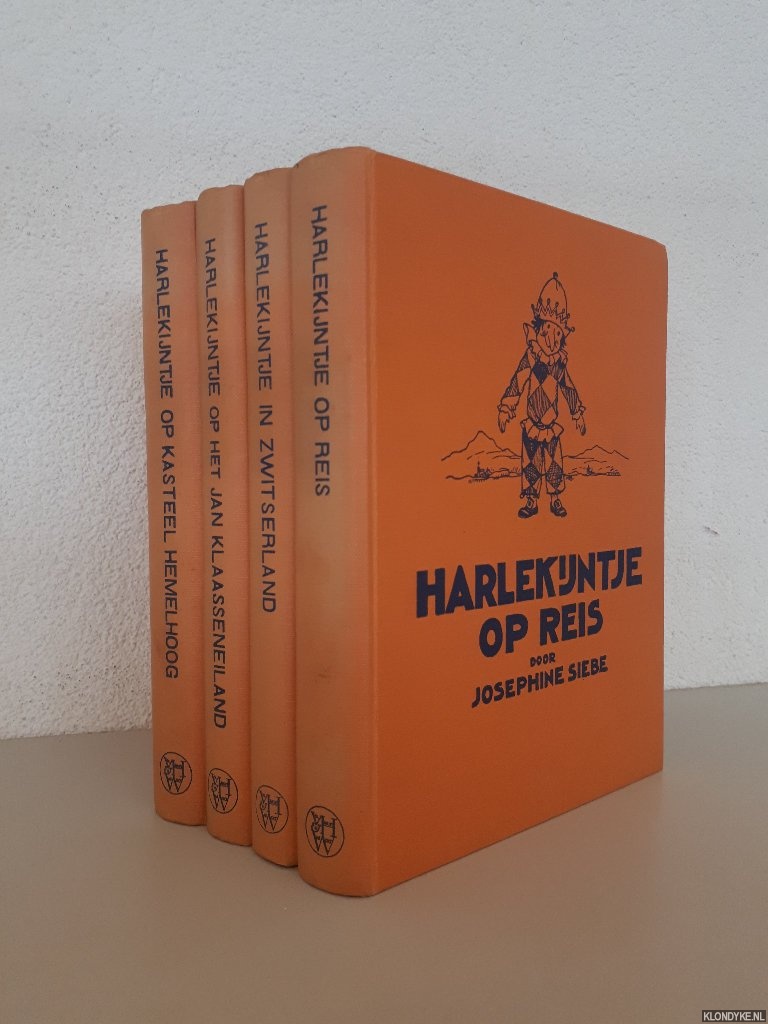 HARLEKIJNTJE OP KASTEEL HEMELHOOG
HARLEKIJNTJE OP HET JAN KLAASSENEILAND
HARLEKIJNTJE IN ZWITSERLAND
HARLEKIJNTJE OP REIS
HARLEKIJNTJE
OP REIS
DOOR
JOSEPHINE SIEBE
KLONDYKE.NL